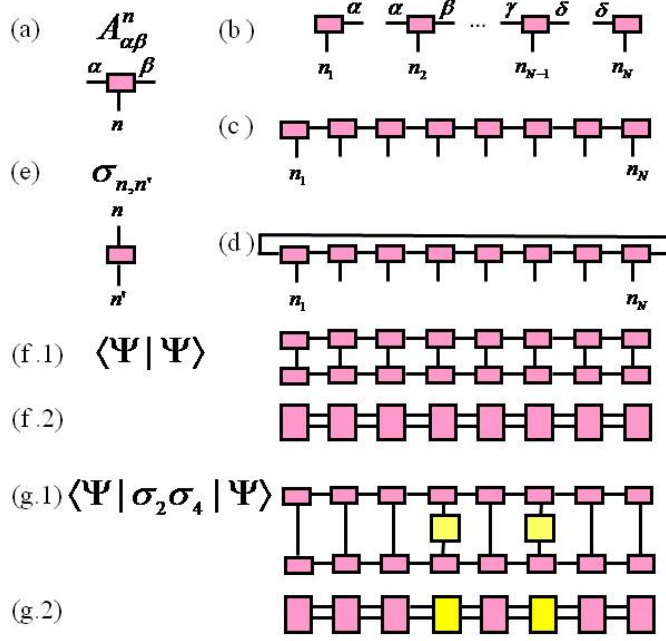 (a) A^n_{αβ}
α β
n
(b) α α β ... γ δ δ
n_1 n_2 n_{N-1} n_N
(c)
n_1 n_N
(e) σ_{n,n'}
n
n'
(d)
n_1 n_N
(f.1) ⟨Ψ|Ψ⟩
(f.2)
(g.1) ⟨Ψ|σ_2σ_4|Ψ⟩
(g.2)